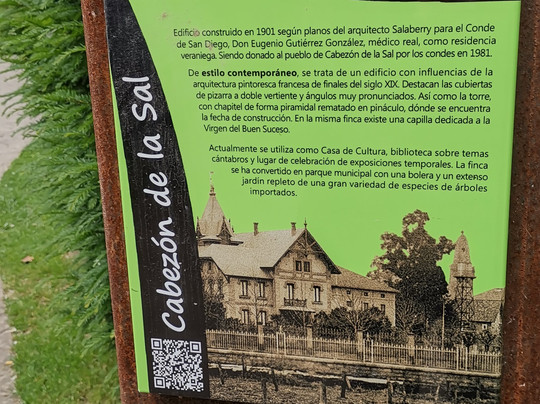 Edificio construido en 1901 según planos del arquitecto Salaberry para el Conde
de San Diego, Don Eugenio Gutiérrez González, médico real, como residencia
veraniega. Siendo donado al pueblo de Cabezón de la Sal por los condes en 1981.
De estilo contemporáneo, se trata de un edificio con influencias de la
arquitectura pintoresca francesa de finales del siglo XIX. Destacan las cubiertas
de pizarra a doble vertiente y ángulos muy pronunciados. Así como la torre,
con chapitel de forma piramidal rematado en pináculo, dónde se encuentra
la fecha de construcción. En la misma finca existe una capilla dedicada a la
Virgen del Buen Suceso.
Actualmente se utiliza como Casa de Cultura, biblioteca sobre temas
cántabros y lugar de celebración de exposiciones temporales. La finca
se ha convertido en parque municipal con una bolera y un extenso
jardín repleto de una gran variedad de especies de árboles
importados.
Cabezón de la Sal